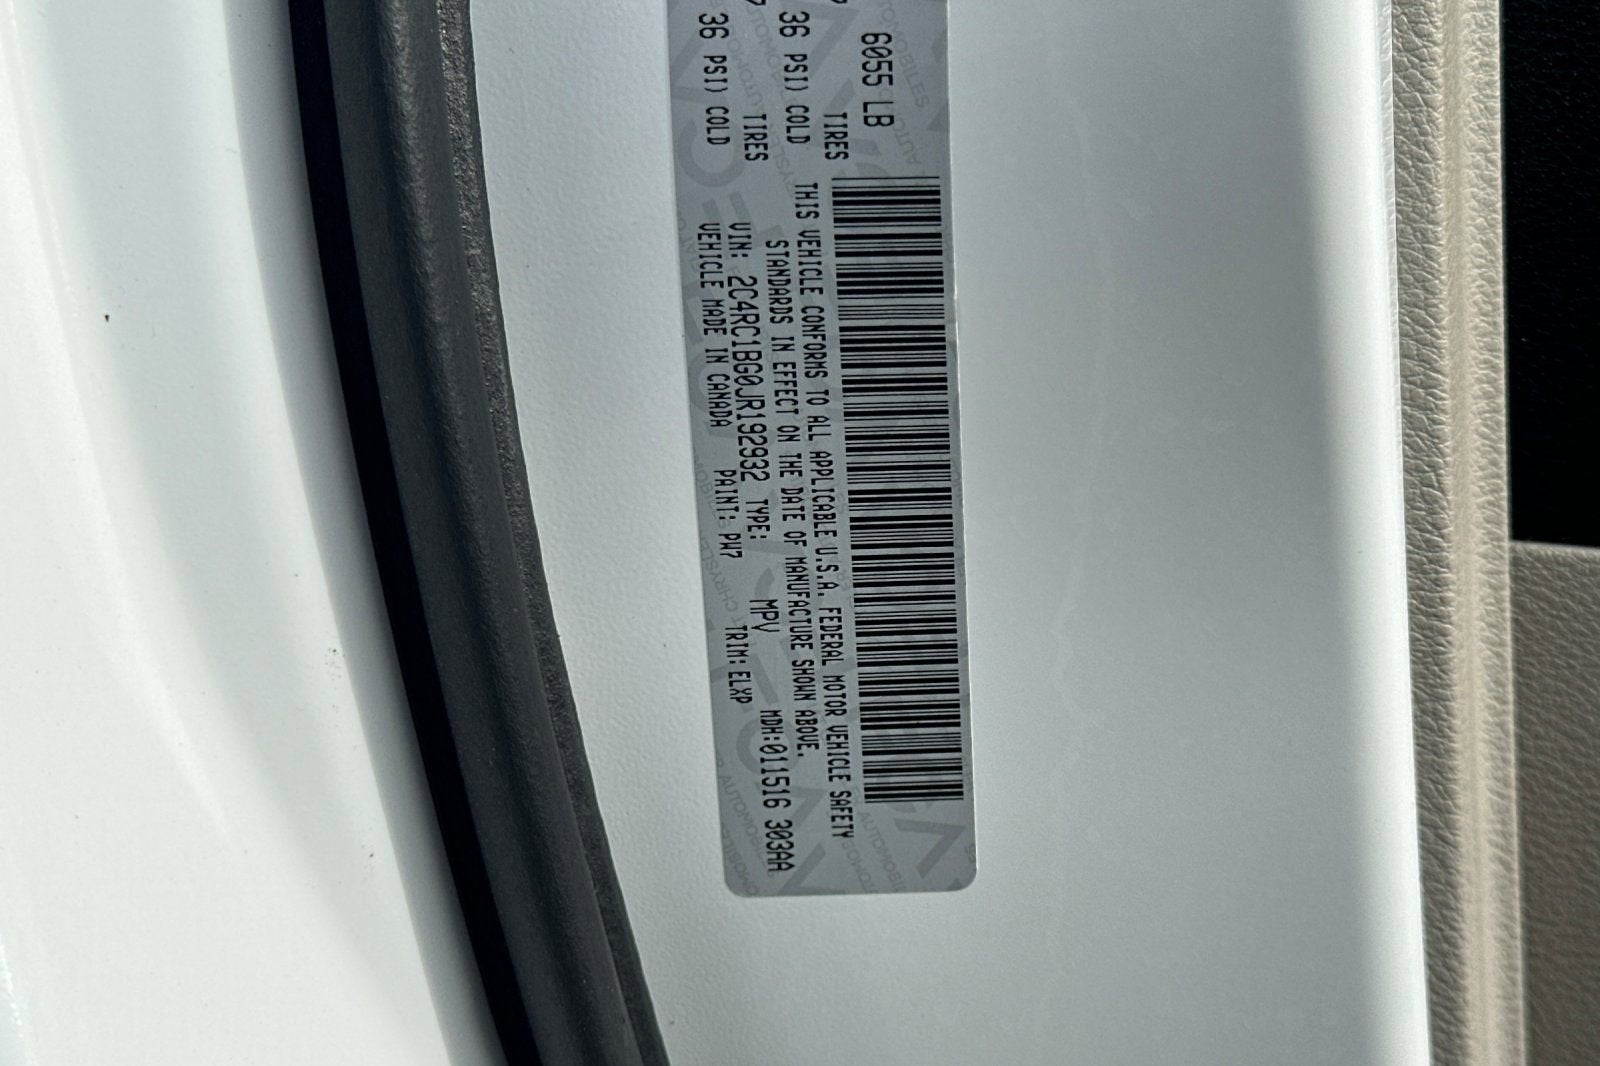 6055 LB
TIRES
36 PSI) COLD
TIRES
36 PSI) COLD
THIS VEHICLE CONFORMS TO ALL APPLICABLE U.S.A. FEDERAL MOTOR VEHICLE SAFETY
STANDARDS IN EFFECT ON THE DATE OF MANUFACTURE SHOWN ABOVE.
VIN: 2C4RC1BG0JR192932 TYPE: MPV MDH:011516 303AA
VEHICLE MADE IN CANADA PAINT: PW7 TRIM: ELXP